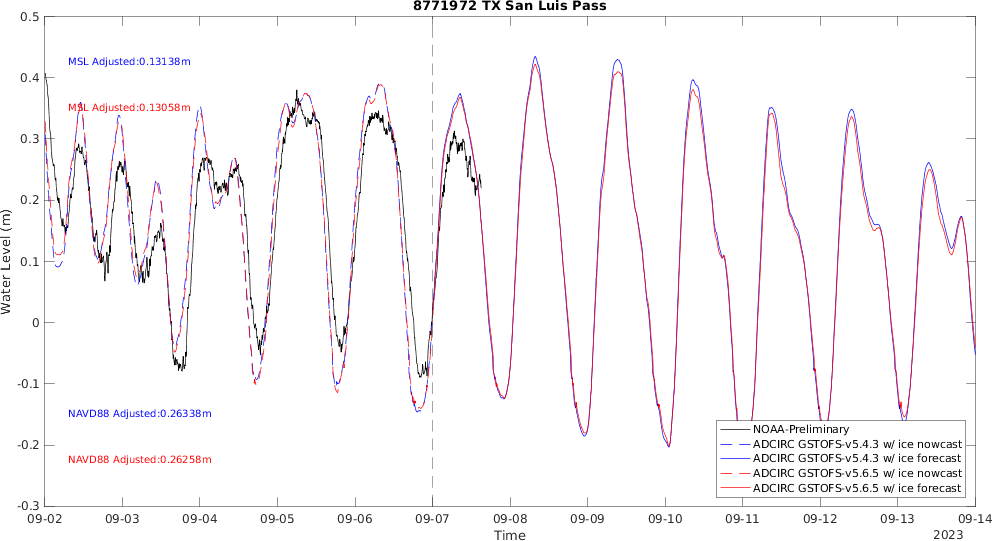 8771972 TX San Luis Pass
0.5
0.4
0.3
0.2
0.1
0
-0.1
-0.2
-0.3
Water Level (m)
MSL Adjusted:0.13138m
MSL Adjusted:0.13058m
NAVD88 Adjusted:0.26338m
NAVD88 Adjusted:0.26258m
NOAA-Preliminary
ADCIRC GSTOFS-v5.4.3 w/ ice nowcast
ADCIRC GSTOFS-v5.4.3 w/ ice forecast
ADCIRC GSTOFS-v5.6.5 w/ ice nowcast
ADCIRC GSTOFS-v5.6.5 w/ ice forecast
09-02 09-03 09-04 09-05 09-06 09-07 09-08 09-09 09-10 09-11 09-12 09-13 09-14
Time
2023